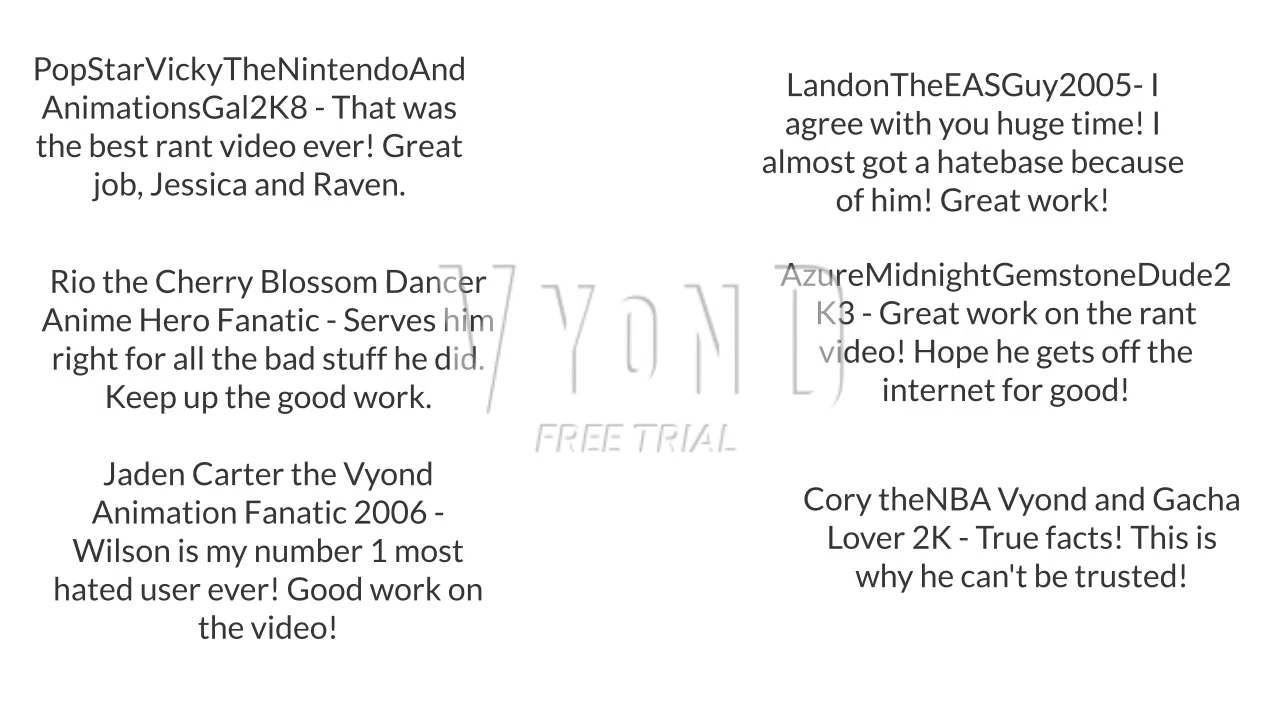 PopStarVickyTheNintendoAnd
AnimationsGal2K8 - That was
the best rant video ever! Great
job, Jessica and Raven.
LandonTheEASGuy2005- I
agree with you huge time! I
almost got a hatebase because
of him! Great work!
Rio the Cherry Blossom Dancer
Anime Hero Fanatic - Serves him
right for all the bad stuff he did.
Keep up the good work.
AzureMidnightGemstoneDude2
K3 - Great work on the rant
video! Hope he gets off the
internet for good!
VYOND
FREE TRIAL
Jaden Carter the Vyond
Animation Fanatic 2006 -
Wilson is my number 1 most
hated user ever! Good work on
the video!
Cory theNBA Vyond and Gacha
Lover 2K - True facts! This is
why he can't be trusted!